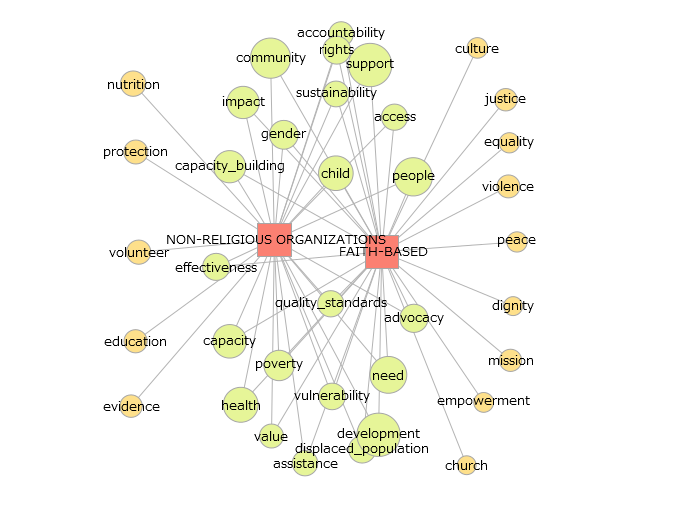 accountability
rights
culture
community
support
nutrition
sustainability
impact
justice
access
gender
equality
protection
capacity_building
child
people
violence
NON-RELIGIOUS ORGANIZATIONS
peace
volunteer
FAITH-BASED
effectiveness
quality_standards
dignity
advocacy
education
capacity
poverty
mission
need
vulnerability
empowerment
evidence
health
value
development
displaced_population
assistance
church